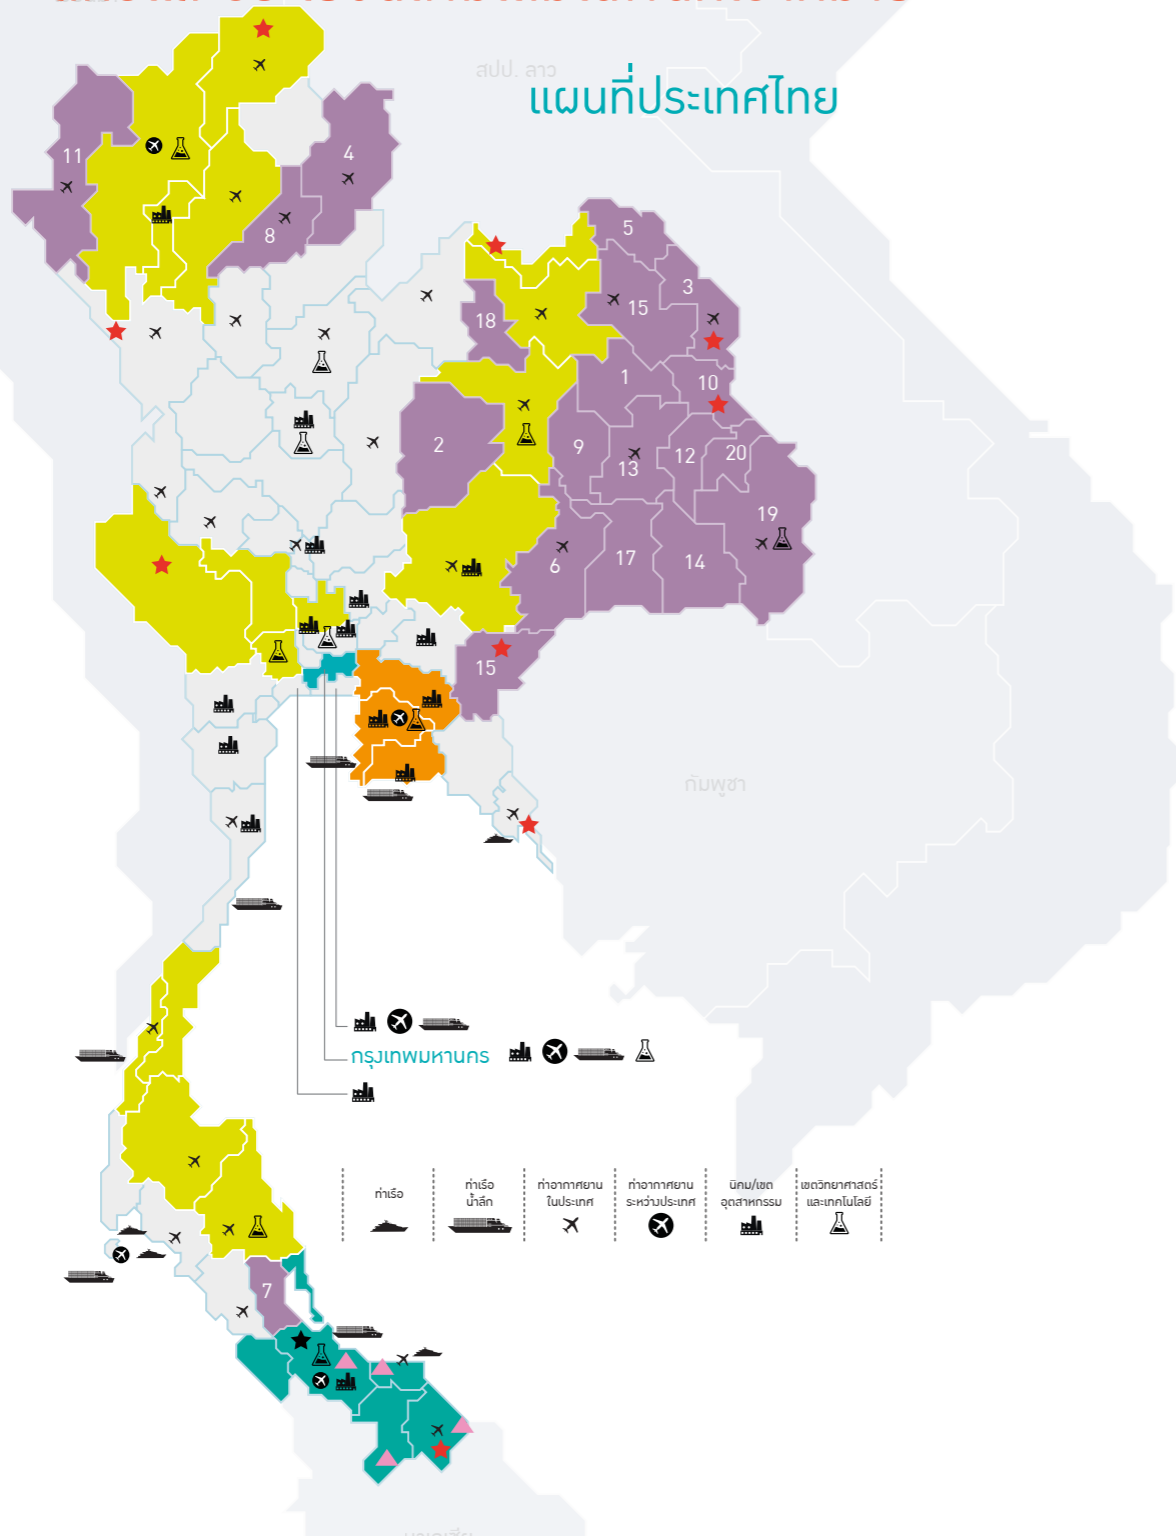 สปป. ลาว
แผนที่ประเทศไทย
11
4
8
5
3
15
18
1
10
2
9
13
12
20
19
6
17
14
15
กัมพูชา
กรุงเทพมหานคร
ท่าเรือ
ท่าเรือ
น้ำลึก
ท่าอากาศยาน
ในประเทศ
ท่าอากาศยาน
ระหว่างประเทศ
นิคม/เขต
อุตสาหกรรม
เขตวิทยาศาสตร์
และเทคโนโลยี
7